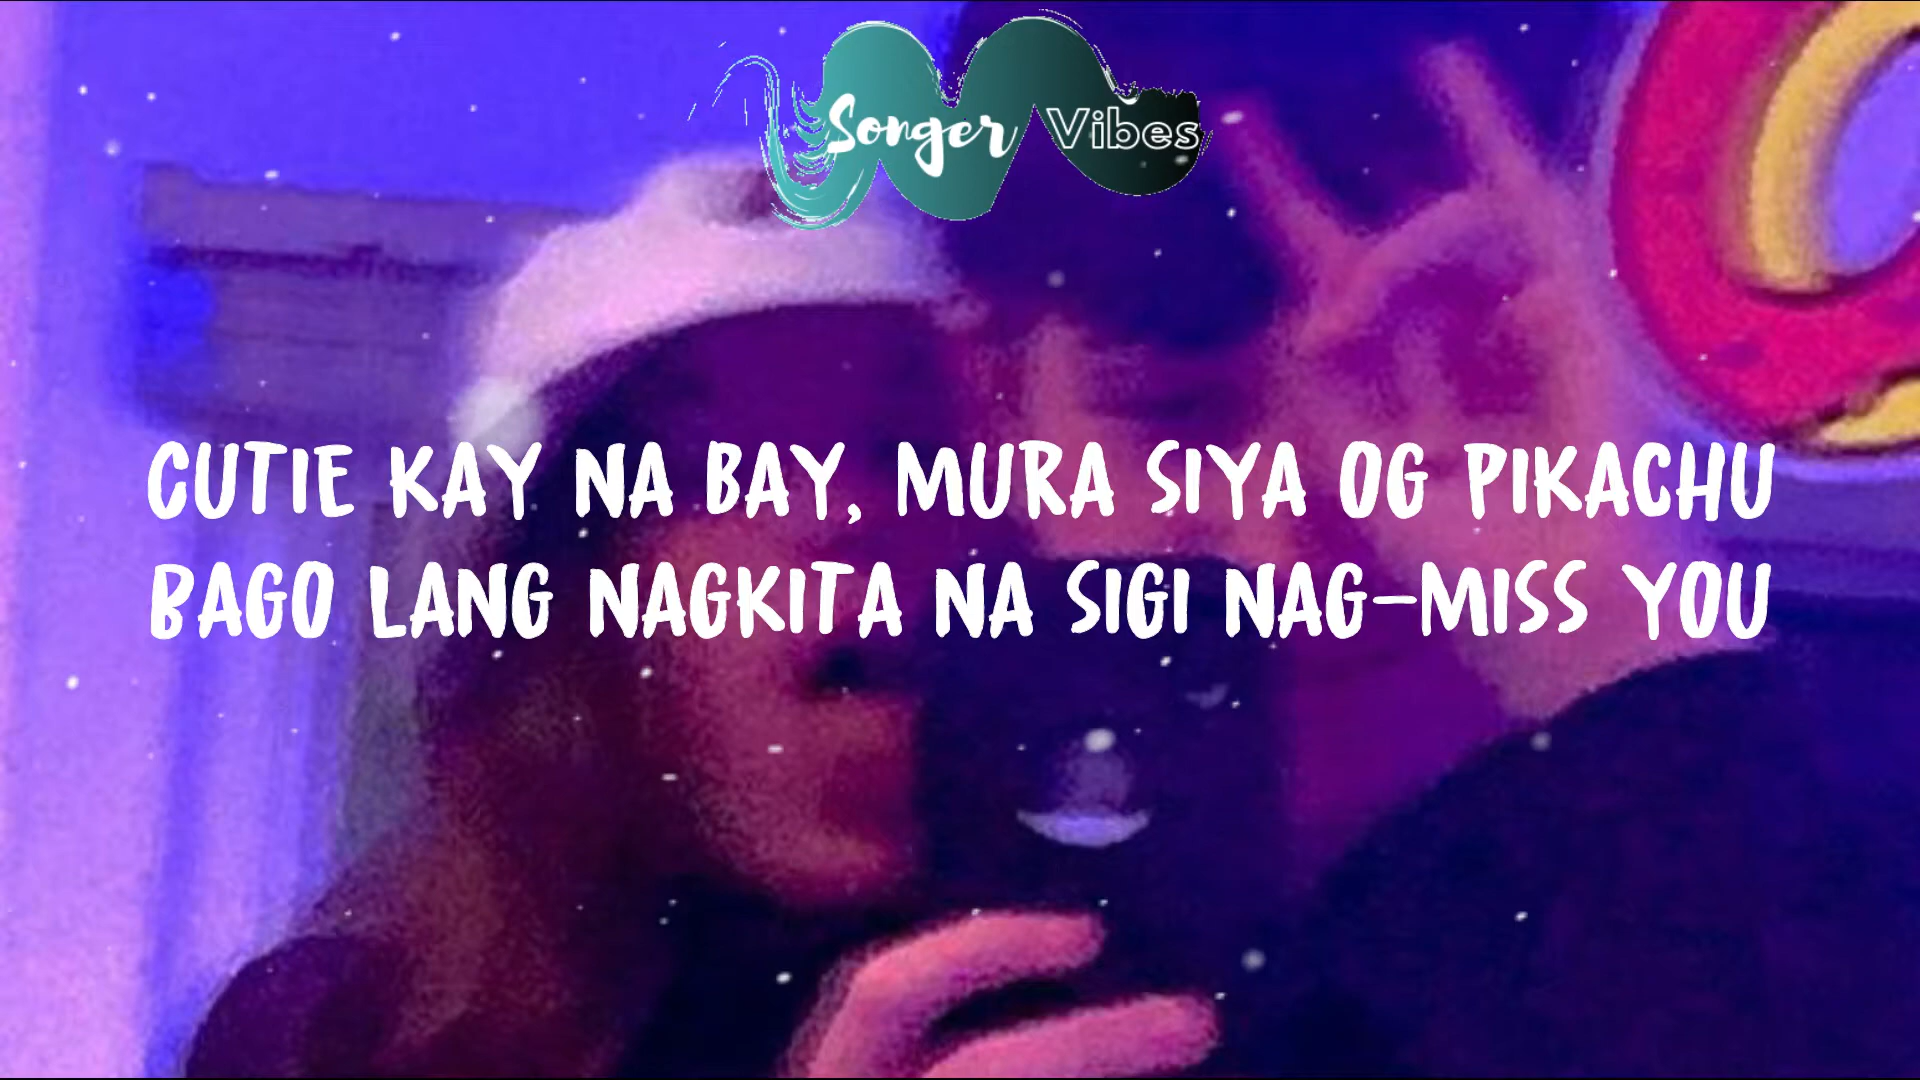 Songer Vibes
CUTIE KAY NA BAY, MURA SIYA OG PIKACHU
BAGO LANG NAGKITA NA SIGI NAG-MISS YOU